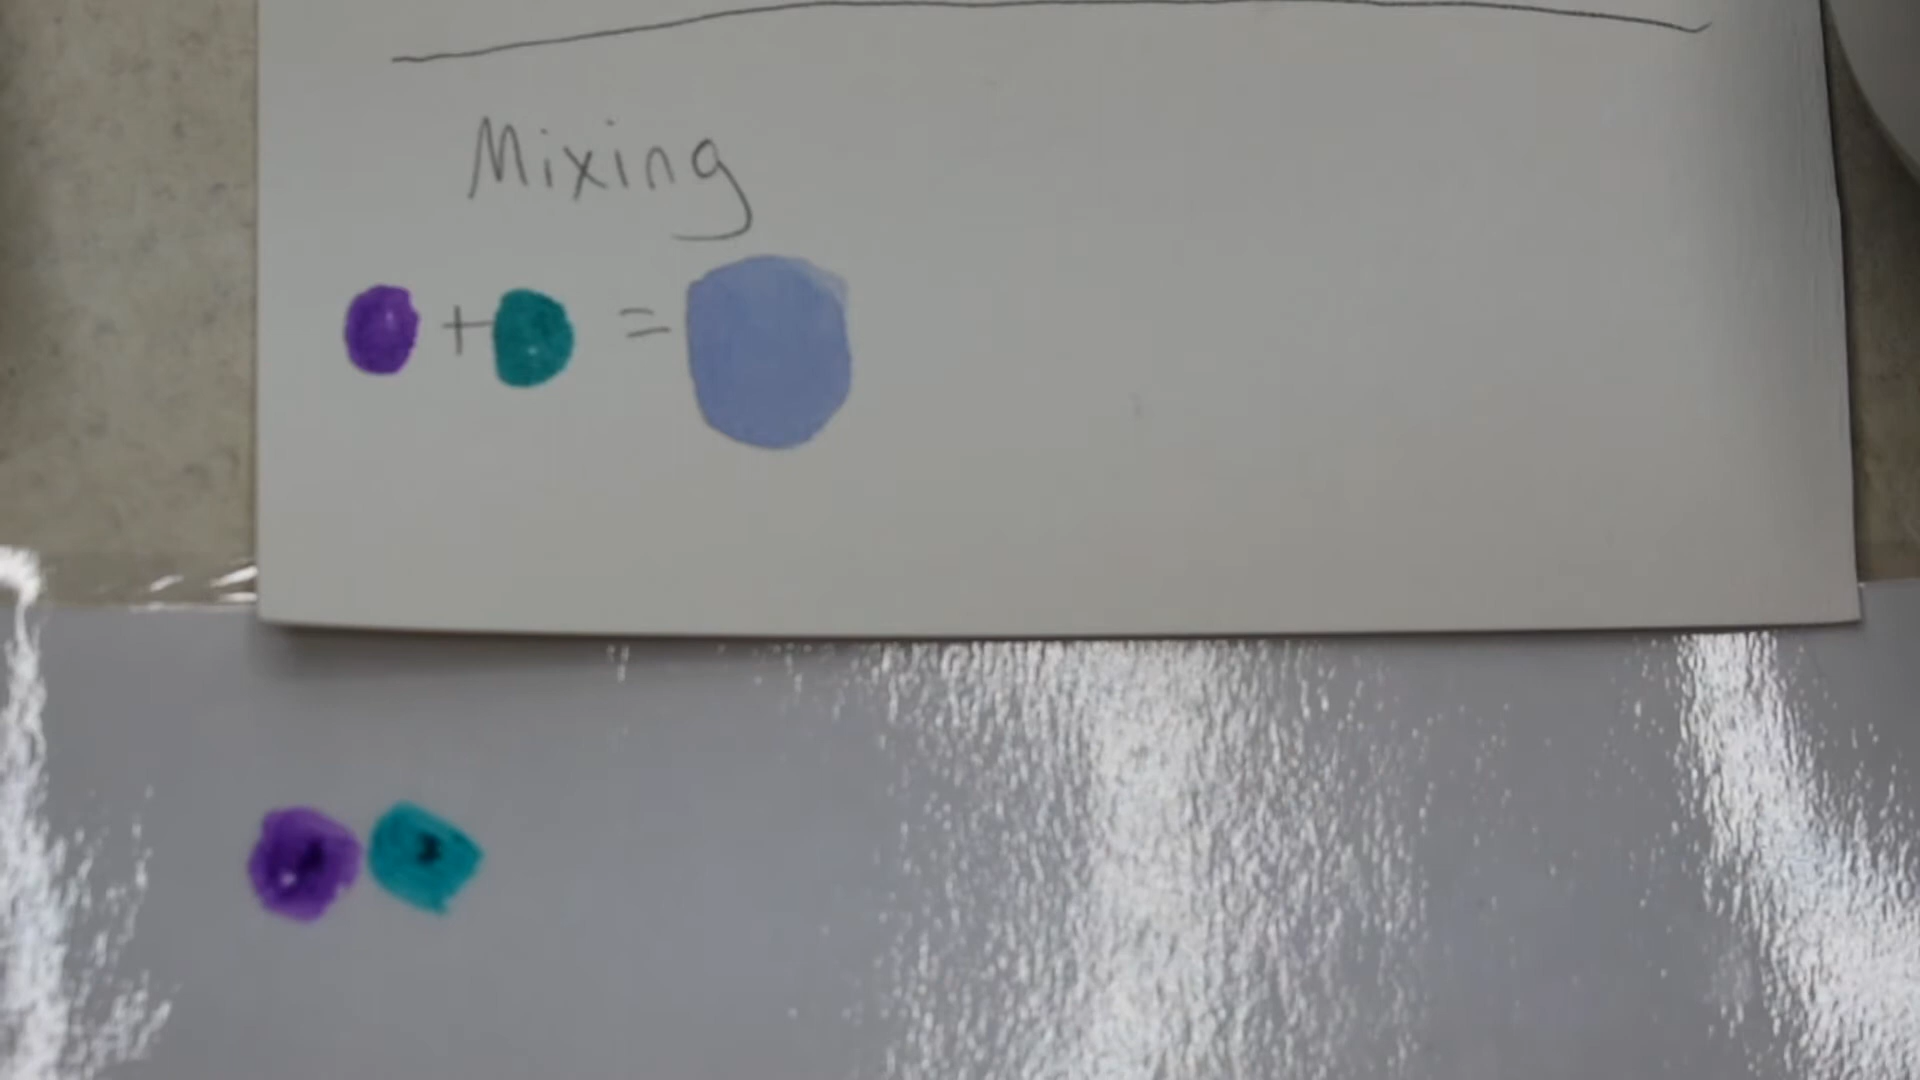 Mixing
+ =